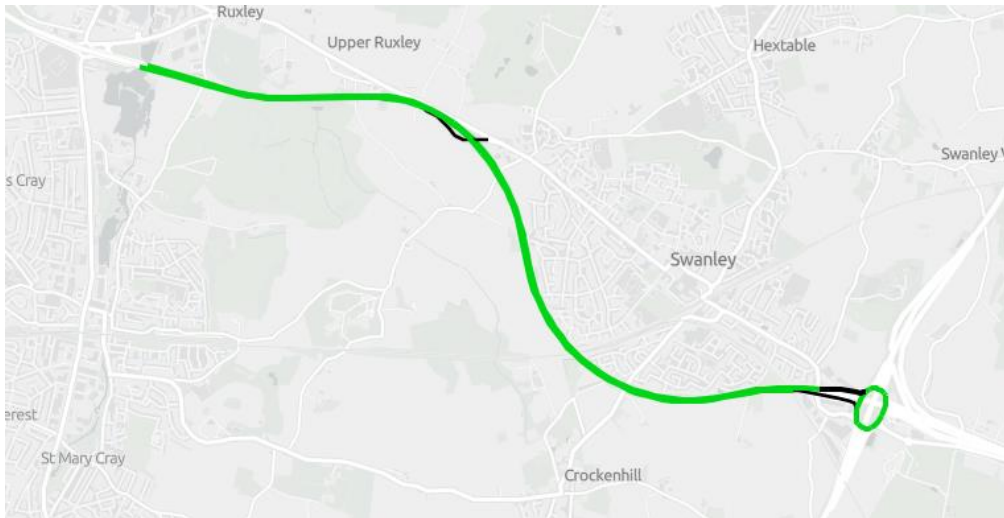 Ruxley
Upper Ruxley
Hextable
Swanley V
s Cray
Swanley
erest
St Mary Cray
Crockenhill